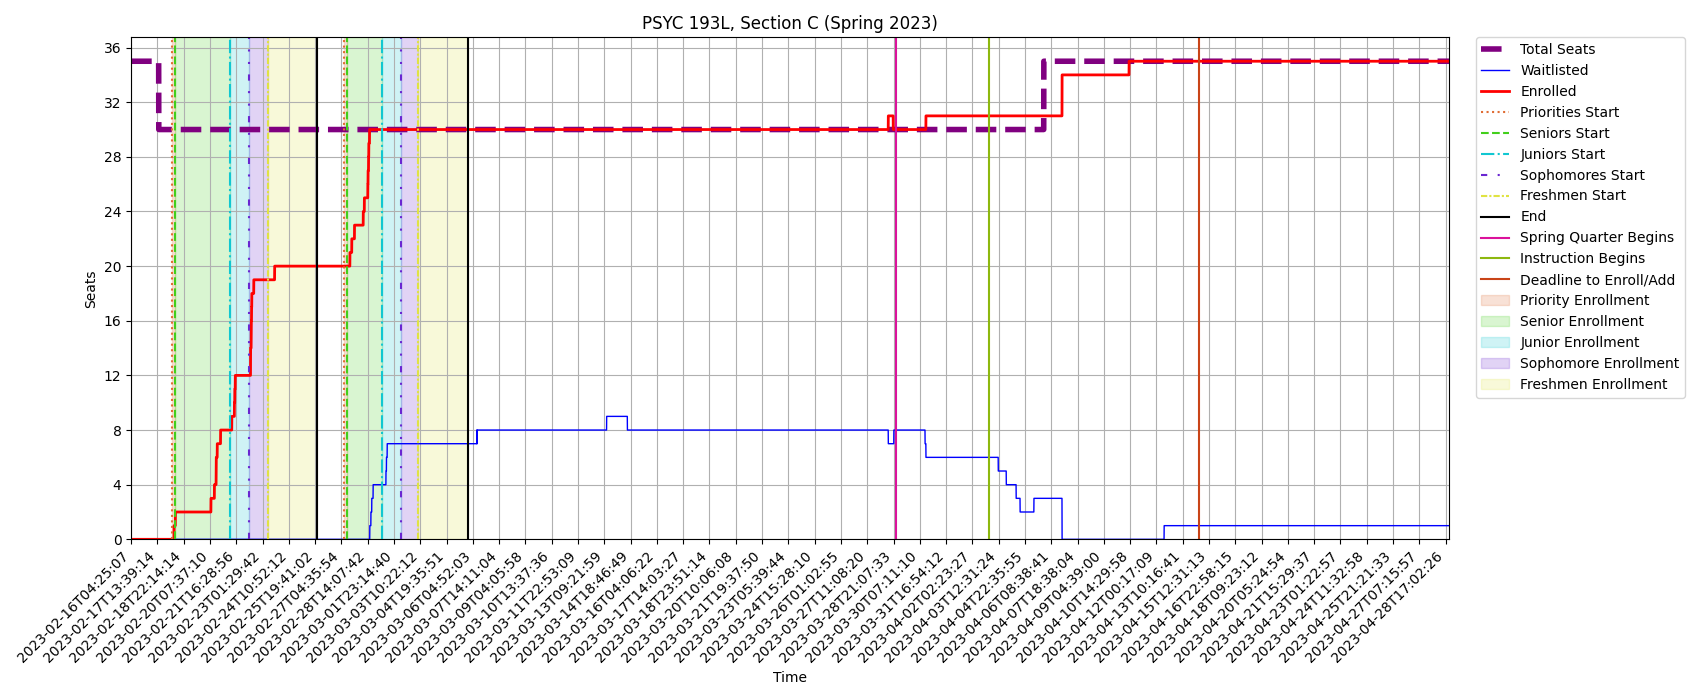 PSYC 193L, Section C (Spring 2023)
Seats
36
32
28
24
20
16
12
8
4
0
2023-02-16T04:25:07
2023-02-17T13:39:14
2023-02-18T22:14:14
2023-02-20T07:37:10
2023-02-21T16:28:56
2023-02-23T01:29:42
2023-02-24T10:52:12
2023-02-25T19:41:02
2023-02-27T04:35:54
2023-02-28T14:07:42
2023-03-01T23:14:40
2023-03-03T10:22:12
2023-03-04T19:35:51
2023-03-06T04:52:03
2023-03-07T14:11:04
2023-03-09T04:05:58
2023-03-10T13:37:36
2023-03-11T22:53:09
2023-03-13T09:21:59
2023-03-14T18:46:49
2023-03-16T04:06:22
2023-03-17T14:03:27
2023-03-18T23:51:14
2023-03-20T10:06:08
2023-03-21T19:37:50
2023-03-23T05:39:44
2023-03-24T15:28:10
2023-03-26T01:02:55
2023-03-27T11:08:20
2023-03-28T21:07:33
2023-03-30T07:11:10
2023-03-31T16:54:12
2023-04-02T02:23:27
2023-04-03T12:31:24
2023-04-04T22:35:55
2023-04-06T08:38:41
2023-04-07T18:38:04
2023-04-09T04:39:00
2023-04-10T14:29:58
2023-04-12T00:17:09
2023-04-13T10:16:41
2023-04-15T12:31:13
2023-04-16T22:58:15
2023-04-18T09:23:12
2023-04-20T05:24:54
2023-04-21T15:29:37
2023-04-23T01:22:57
2023-04-24T11:32:58
2023-04-25T21:21:33
2023-04-27T07:15:57
2023-04-28T17:02:26
Time
Total Seats
Waitlisted
Enrolled
Priorities Start
Seniors Start
Juniors Start
Sophomores Start
Freshmen Start
End
Spring Quarter Begins
Instruction Begins
Deadline to Enroll/Add
Priority Enrollment
Senior Enrollment
Junior Enrollment
Sophomore Enrollment
Freshmen Enrollment